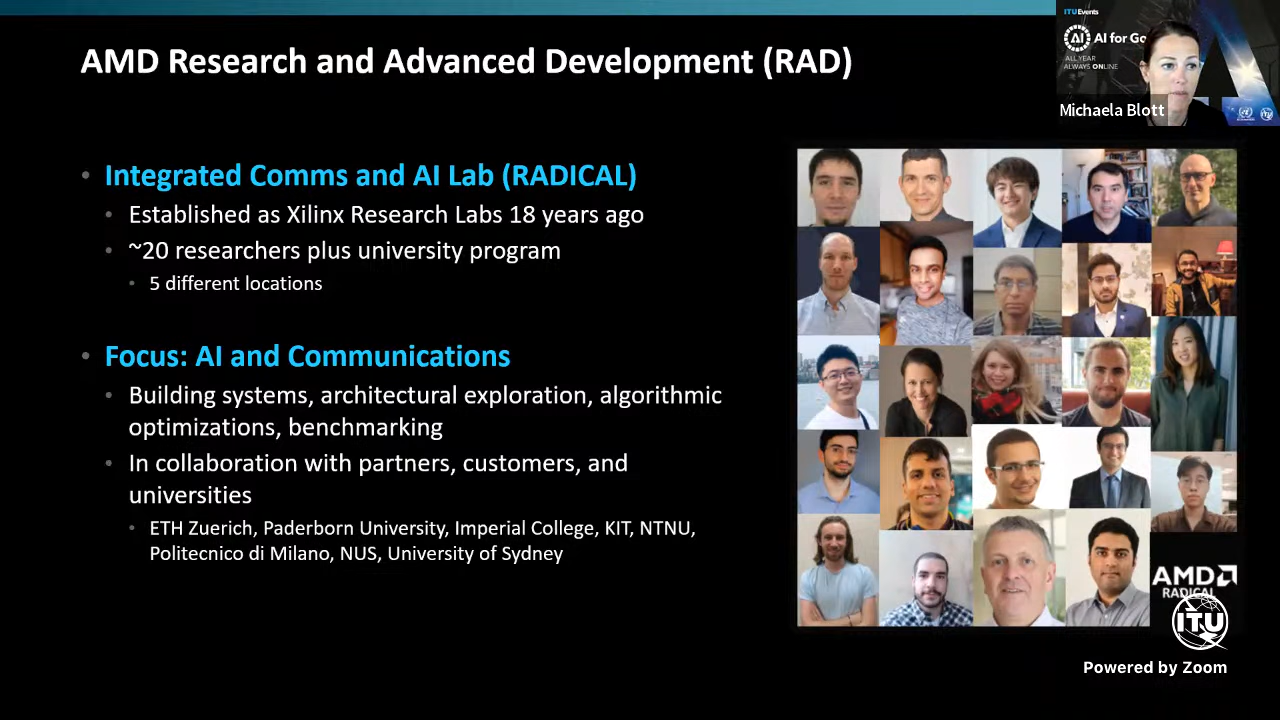 AMD Research and Advanced Development (RAD)
ITUEvents
AI
AI for Go
ALL YEAR
ALWAYS ONLINE
Michaela Blott
• Integrated Comms and AI Lab (RADICAL)
• Established as Xilinx Research Labs 18 years ago
• ~20 researchers plus university program
• 5 different locations
• Focus: AI and Communications
• Building systems, architectural exploration, algorithmic
optimizations, benchmarking
• In collaboration with partners, customers, and
universities
• ETH Zuerich, Paderborn University, Imperial College, KIT, NTNU,
Politecnico di Milano, NUS, University of Sydney
AMD
RADICAL
ITU
Powered by Zoom